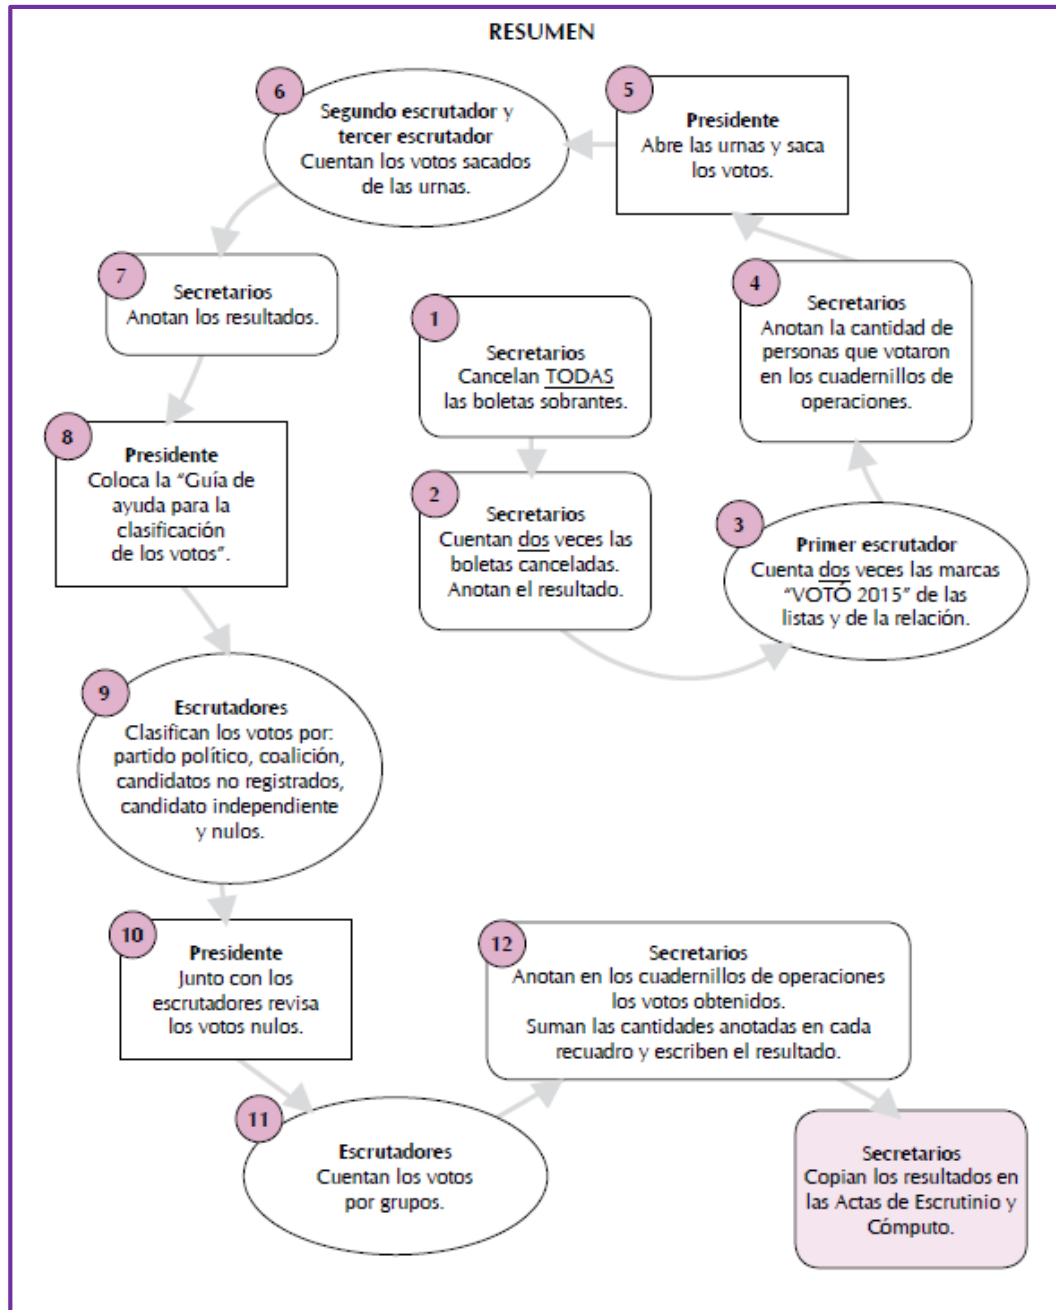 RESUMEN
1
Secretarios
Cancelan TODAS
las boletas sobrantes.
2
Secretarios
Cuentan dos veces las
boletas canceladas.
Anotan el resultado.
3
Primer escrutador
Cuenta dos veces las marcas
“VOTÓ 2015” de las
listas y de la relación.
4
Secretarios
Anotan la cantidad de
personas que votaron
en los cuadernillos de
operaciones.
5
Presidente
Abre las urnas y saca
los votos.
6
Segundo escrutador y
tercer escrutador
Cuentan los votos sacados
de las urnas.
7
Secretarios
Anotan los resultados.
8
Presidente
Coloca la “Guía de
ayuda para la
clasificación
de los votos”.
9
Escrutadores
Clasifican los votos por:
partido político, coalición,
candidatos no registrados,
candidato independiente
y nulos.
10
Presidente
Junto con los
escrutadores revisa
los votos nulos.
11
Escrutadores
Cuentan los votos
por grupos.
12
Secretarios
Anotan en los cuadernillos de operaciones
los votos obtenidos.
Suman las cantidades anotadas en cada
recuadro y escriben el resultado.
Secretarios
Copian los resultados en
las Actas de Escrutinio y
Cómputo.